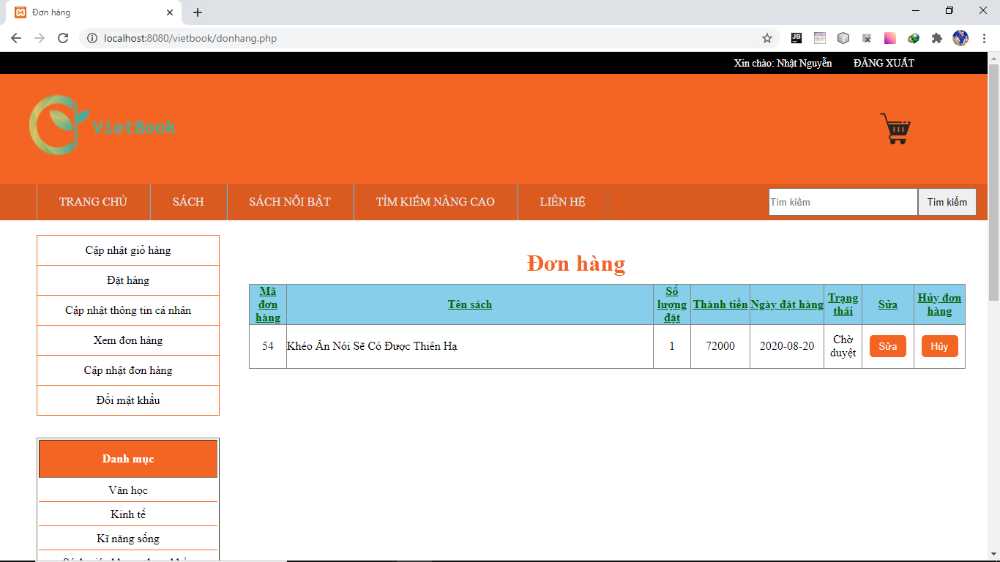 Đơn hàng
localhost:8080/vietbook/donhang.php
Xin chào: Nhật Nguyễn ĐĂNG XUẤT
VietBook
TRANG CHỦ SÁCH SÁCH NỔI BẬT TÌM KIẾM NÂNG CAO LIÊN HỆ Tìm kiếm Tìm kiếm
Cập nhật giỏ hàng
Đặt hàng
Cập nhật thông tin cá nhân
Xem đơn hàng
Cập nhật đơn hàng
Đổi mật khẩu
Danh mục
Văn học
Kinh tế
Kĩ năng sống
Đơn hàng
Mã đơn hàng Tên sách Số lượng đặt Thành tiền Ngày đặt hàng Trạng thái Sửa Hủy đơn hàng
54 Khéo Ăn Nói Sẽ Có Được Thiên Hạ 1 72000 2020-08-20 Chờ duyệt Sửa Hủy